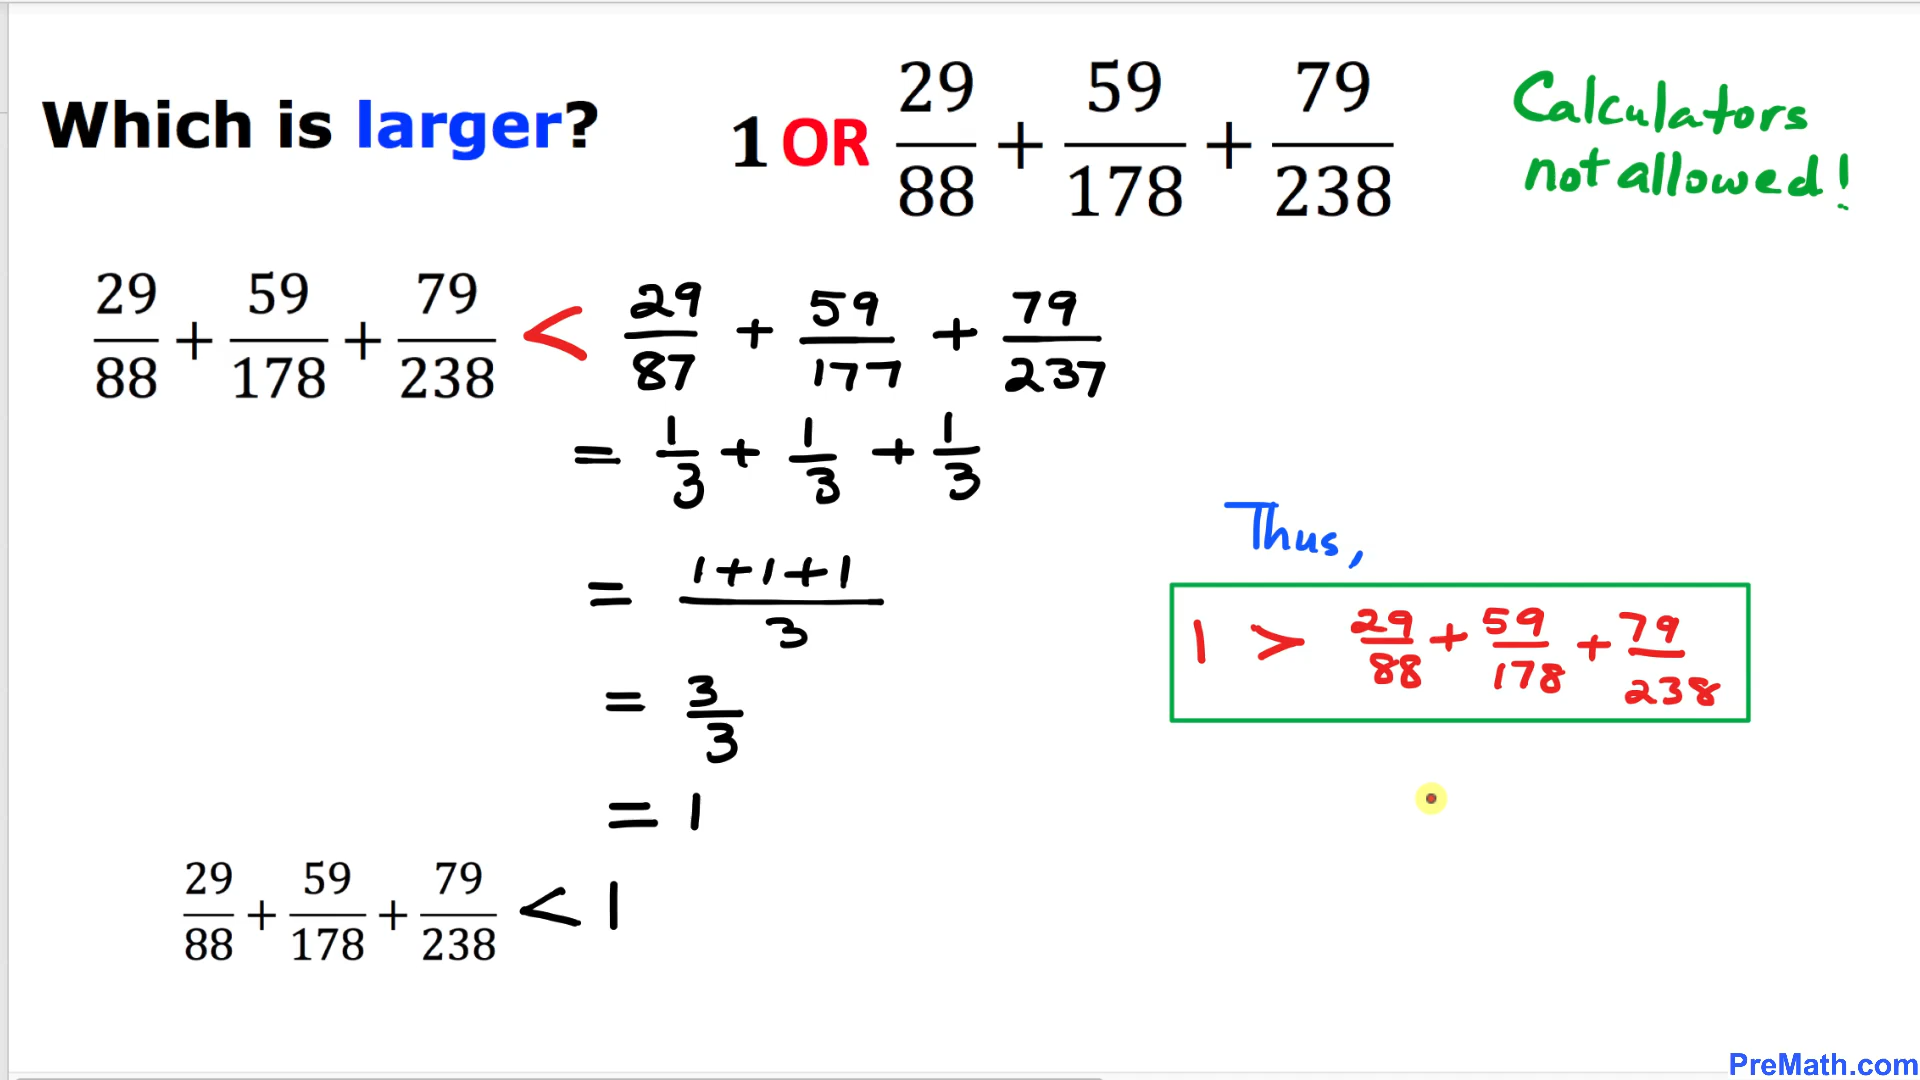 Which is larger? 1 OR 29/88 + 59/178 + 79/238
Calculators
not allowed!
29/88 + 59/178 + 79/238 < 29/87 + 59/177 + 79/237
= 1/3 + 1/3 + 1/3
= (1+1+1)/3
= 3/3
= 1
29/88 + 59/178 + 79/238 < 1
Thus,
1 > 29/88 + 59/178 + 79/238
PreMath.com